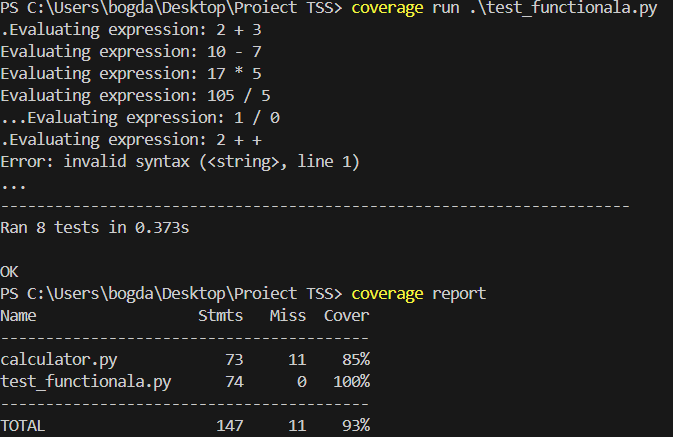 PS C:\Users\bogda\Desktop\Proiect TSS> coverage run .\test_functionala.py
.Evaluating expression: 2 + 3
Evaluating expression: 10 - 7
Evaluating expression: 17 * 5
Evaluating expression: 105 / 5
...Evaluating expression: 1 / 0
.Evaluating expression: 2 + +
Error: invalid syntax (<string>, line 1)
...
----------------------------------------------------------------------
Ran 8 tests in 0.373s

OK
PS C:\Users\bogda\Desktop\Proiect TSS> coverage report
Name                  Stmts   Miss  Cover
-----------------------------------------
calculator.py            73     11    85%
test_functionala.py      74      0   100%
-----------------------------------------
TOTAL                   147     11    93%